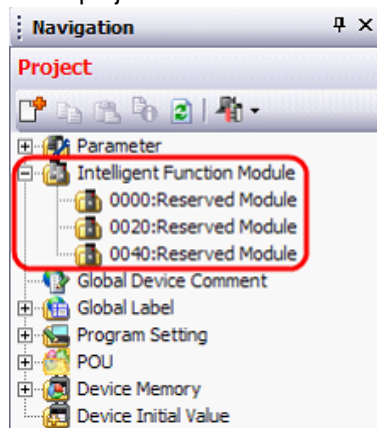 Navigation
Project
Parameter
Intelligent Function Module
0000:Reserved Module
0020:Reserved Module
0040:Reserved Module
Global Device Comment
Global Label
Program Setting
POU
Device Memory
Device Initial Value